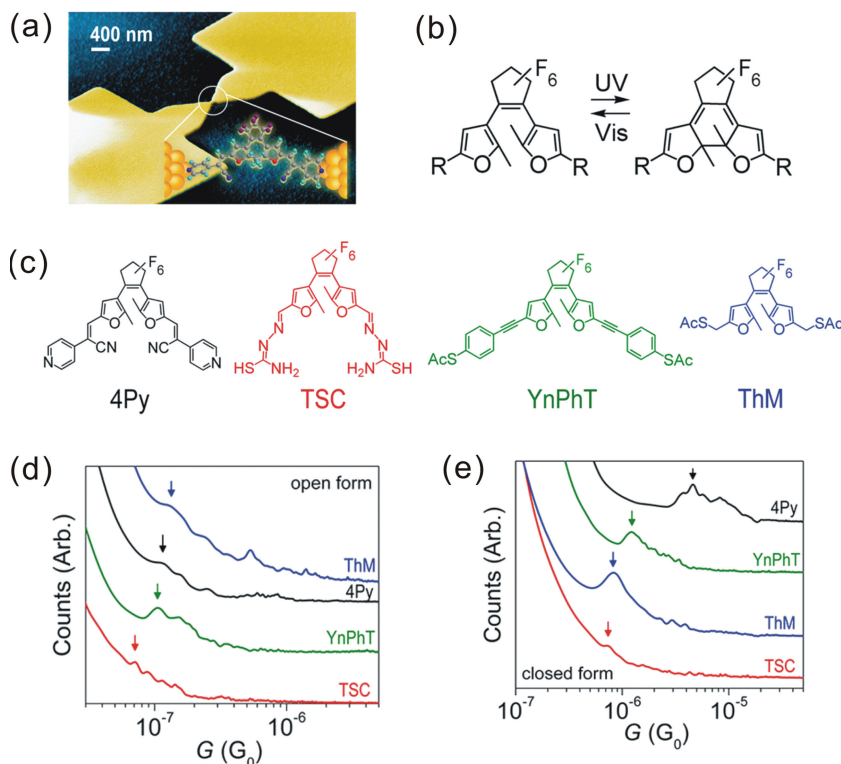 (a)
400 nm
(b)
F6
UV
Vis
F6
R
R
R
R
O
O
O
O
(c)
F6
O
O
N
CN
NC
N
4Py
F6
O
O
N
N
N
N
HS
NH2
H2N
SH
TSC
F6
O
O
AcS
SAc
YnPhT
F6
AcS
O
O
SAc
ThM
(d)
open form
ThM
4Py
YnPhT
TSC
Counts (Arb.)
10-7
10-6
G (G0)
(e)
4Py
YnPhT
ThM
TSC
closed form
Counts (Arb.)
10-7
10-6
10-5
G (G0)